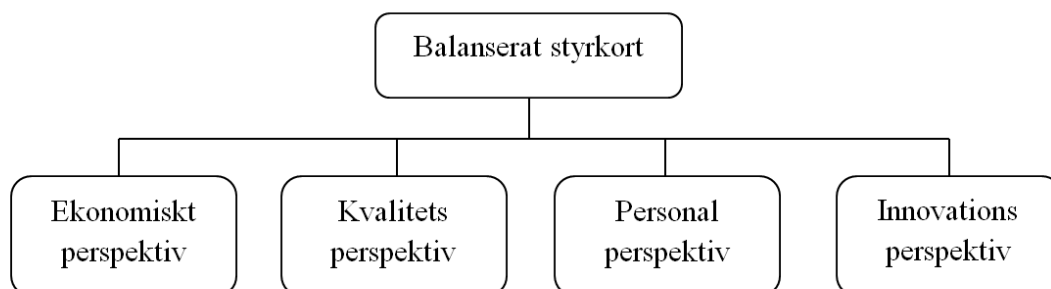 Balanserat styrkort
Ekonomiskt
perspektiv
Kvalitets
perspektiv
Personal
perspektiv
Innovations
perspektiv